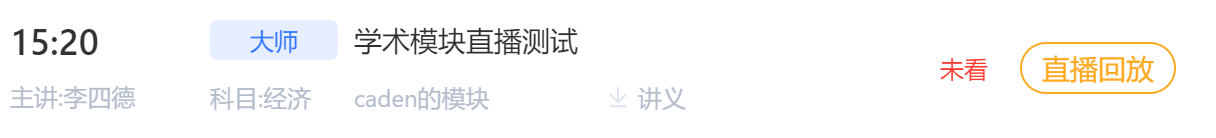 15:20 大师 学术模块直播测试
未看 直播回放
主讲:李四德 科目:经济 caden的模块 讲义